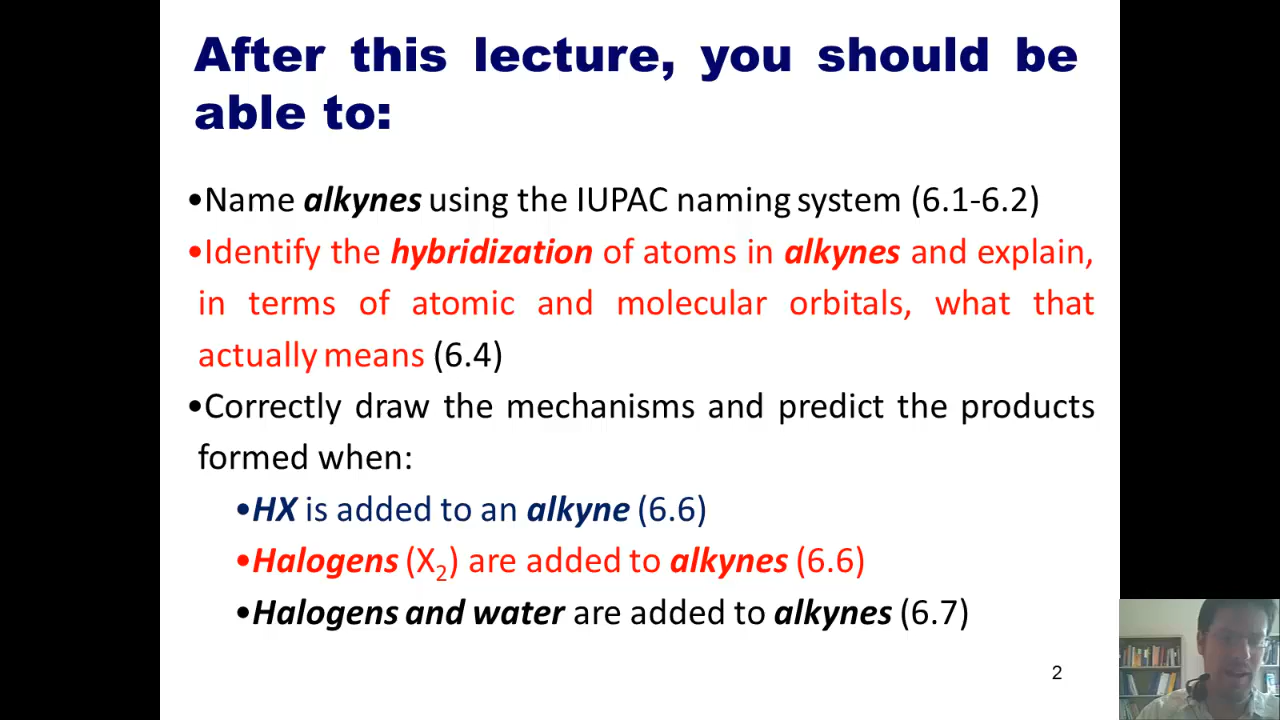 After this lecture, you should be
able to:
•Name alkynes using the IUPAC naming system (6.1-6.2)
•Identify the hybridization of atoms in alkynes and explain,
in terms of atomic and molecular orbitals, what that
actually means (6.4)
•Correctly draw the mechanisms and predict the products
formed when:
•HX is added to an alkyne (6.6)
•Halogens (X₂) are added to alkynes (6.6)
•Halogens and water are added to alkynes (6.7)
2